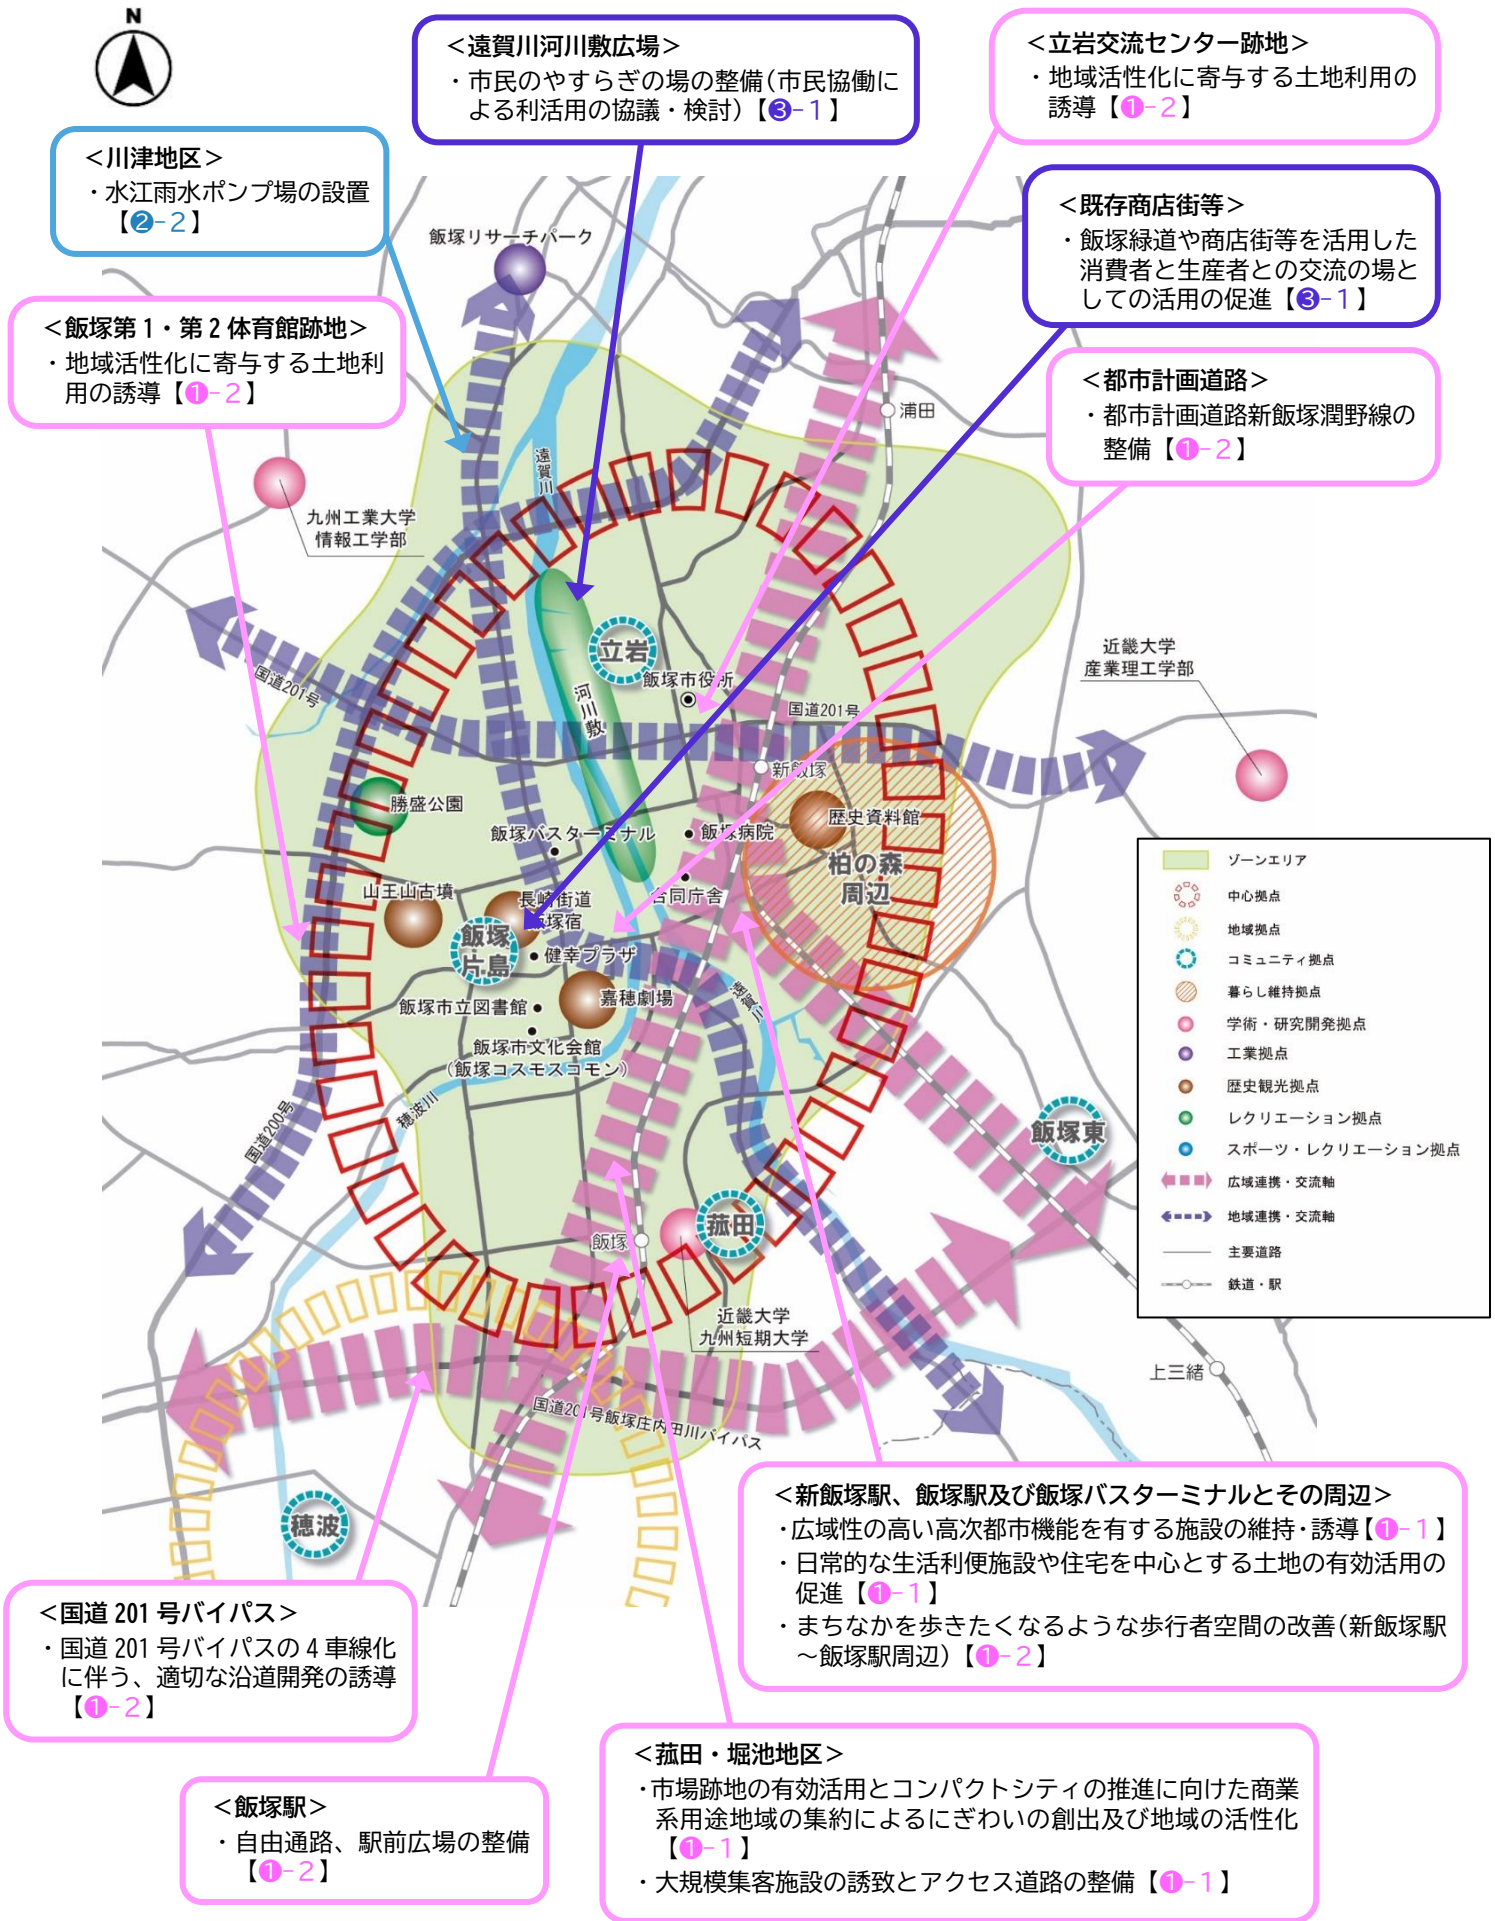 N
＜遠賀川河川敷広場＞
・市民のやすらぎの場の整備(市民協働に
よる利活用の協議・検討)【❸-１】
＜立岩交流センター跡地＞
・地域活性化に寄与する土地利用の
誘導【❶-２】
＜川津地区＞
・水江雨水ポンプ場の設置
【❷-２】
＜既存商店街等＞
・飯塚緑道や商店街等を活用した
消費者と生産者との交流の場と
しての活用の促進【❸-１】
＜飯塚第１・第２体育館跡地＞
・地域活性化に寄与する土地利
用の誘導【❶-２】
＜都市計画道路＞
・都市計画道路新飯塚潤野線の
整備【❶-２】
飯塚リサーチパーク
浦田
遠賀川
九州工業大学
情報工学部
立岩
飯塚市役所
近畿大学
産業理工学部
国道201号
河川敷
国道201号
新飯塚
勝盛公園
歴史資料館
飯塚バスターミナル
飯塚病院
柏の森
周辺
山王山古墳
長崎街道
飯塚宿
合同庁舎
飯塚
片島
健幸プラザ
飯塚市立図書館
嘉穂劇場
遠賀川
飯塚市文化会館
(飯塚コスモスコモン)
穂波川
国道200号
飯塚東
菰田
飯塚
近畿大学
九州短期大学
上三緒
国道201号飯塚庄内田川バイパス
穂波
ゾーンエリア
中心拠点
地域拠点
コミュニティ拠点
暮らし維持拠点
学術・研究開発拠点
工業拠点
歴史観光拠点
レクリエーション拠点
スポーツ・レクリエーション拠点
広域連携・交流軸
地域連携・交流軸
主要道路
鉄道・駅
＜新飯塚駅、飯塚駅及び飯塚バスターミナルとその周辺＞
・広域性の高い高次都市機能を有する施設の維持・誘導【❶-１】
・日常的な生活利便施設や住宅を中心とする土地の有効活用の
促進【❶-１】
・まちなかを歩きたくなるような歩行者空間の改善(新飯塚駅
～飯塚駅周辺)【❶-２】
＜国道 201 号バイパス＞
・国道 201 号バイパスの４車線化
に伴う、適切な沿道開発の誘導
【❶-２】
＜菰田・堀池地区＞
・市場跡地の有効活用とコンパクトシティの推進に向けた商業
系用途地域の集約によるにぎわいの創出及び地域の活性化
【❶-１】
・大規模集客施設の誘致とアクセス道路の整備【❶-１】
＜飯塚駅＞
・自由通路、駅前広場の整備
【❶-２】